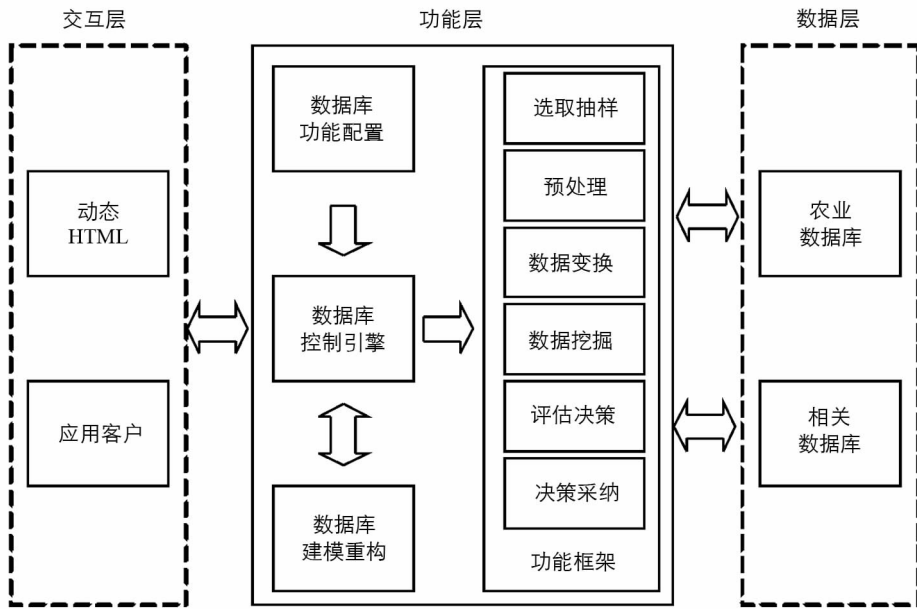 交互层
功能层
数据层
动态
HTML
应用客户
数据库
功能配置
数据库
控制引擎
数据库
建模重构
选取抽样
预处理
数据变换
数据挖掘
评估决策
决策采纳
功能框架
农业
数据库
相关
数据库